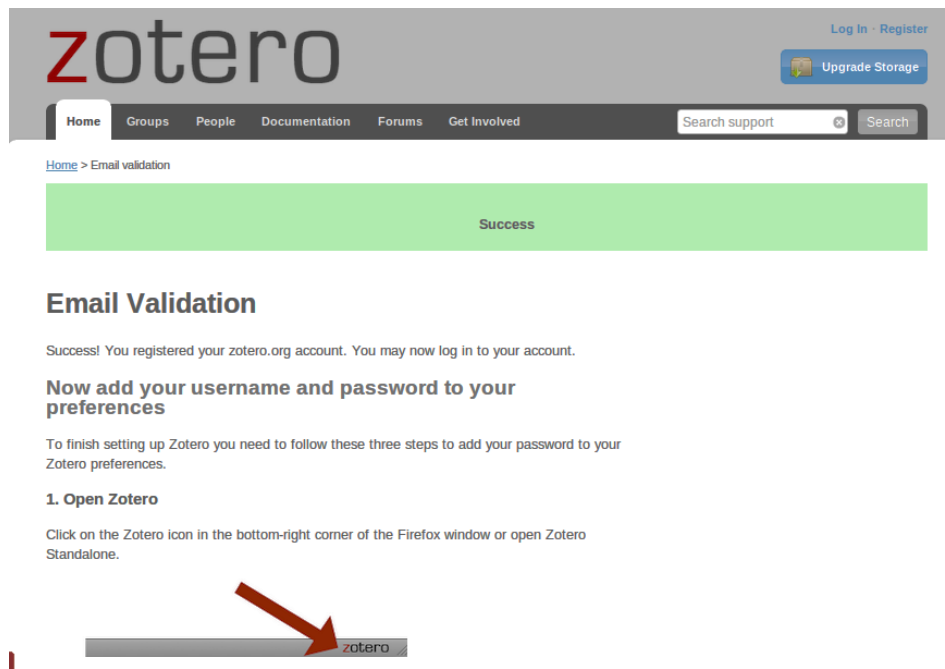 zotero
Log In · Register
Upgrade Storage
Home Groups People Documentation Forums Get Involved
Search support
Search
Home > Email validation
Success
Email Validation
Success! You registered your zotero.org account. You may now log in to your account.
Now add your username and password to your
preferences
To finish setting up Zotero you need to follow these three steps to add your password to your
Zotero preferences.
1. Open Zotero
Click on the Zotero icon in the bottom-right corner of the Firefox window or open Zotero
Standalone.
zotero